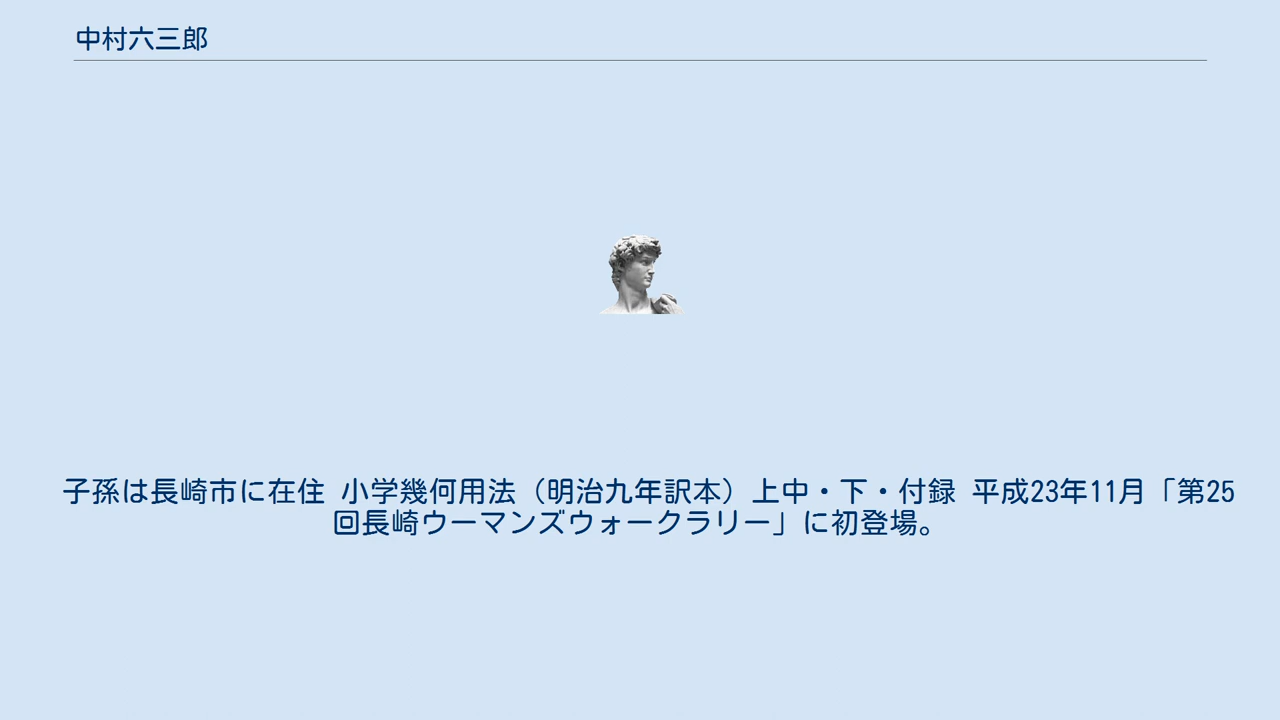 中村六三郎
子孫は長崎市に在住 小学幾何用法（明治九年訳本）上中・下・付録 平成23年11月「第25
回長崎ウーマンズウォークラリー」に初登場。